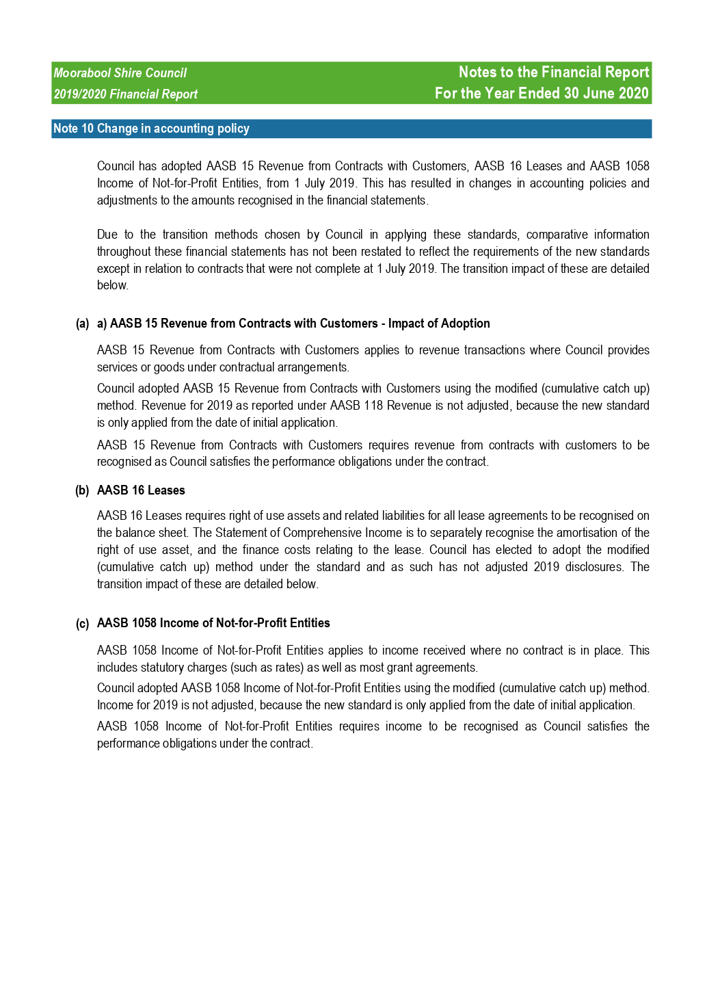 Moorabool Shire Council
Notes to the Financial Report
2019/2020 Financial Report
For the Year Ended 30 June 2020
Note 10 Change in accounting policy
Council has adopted AASB 15 Revenue from Contracts with Customers, AASB 16 Leases and AASB 1058
Income of Not-for-Profit Entities, from 1 July 2019. This has resulted in changes in accounting policies and
adjustments to the amounts recognised in the financial statements.
Due to the transition methods chosen by Council in applying these standards, comparative information
throughout these financial statements has not been restated to reflect the requirements of the new standards
except in relation to contracts that were not complete at 1 July 2019. The transition impact of these are detailed
below.
(a) a) AASB 15 Revenue from Contracts with Customers - Impact of Adoption
AASB 15 Revenue from Contracts with Customers applies to revenue transactions where Council provides
services or goods under contractual arrangements.
Council adopted AASB 15 Revenue from Contracts with Customers using the modified (cumulative catch up)
method. Revenue for 2019 as reported under AASB 118 Revenue is not adjusted, because the new standard
is only applied from the date of initial application.
AASB 15 Revenue from Contracts with Customers requires revenue from contracts with customers to be
recognised as Council satisfies the performance obligations under the contract.
(b) AASB 16 Leases
AASB 16 Leases requires right of use assets and related liabilities for all lease agreements to be recognised on
the balance sheet. The Statement of Comprehensive Income is to separately recognise the amortisation of the
right of use asset, and the finance costs relating to the lease. Council has elected to adopt the modified
(cumulative catch up) method under the standard and as such has not adjusted 2019 disclosures. The
transition impact of these are detailed below.
(c) AASB 1058 Income of Not-for-Profit Entities
AASB 1058 Income of Not-for-Profit Entities applies to income received where no contract is in place. This
includes statutory charges (such as rates) as well as most grant agreements.
Council adopted AASB 1058 Income of Not-for-Profit Entities using the modified (cumulative catch up) method.
Income for 2019 is not adjusted, because the new standard is only applied from the date of initial application.
AASB 1058 Income of Not-for-Profit Entities requires income to be recognised as Council satisfies the
performance obligations under the contract.